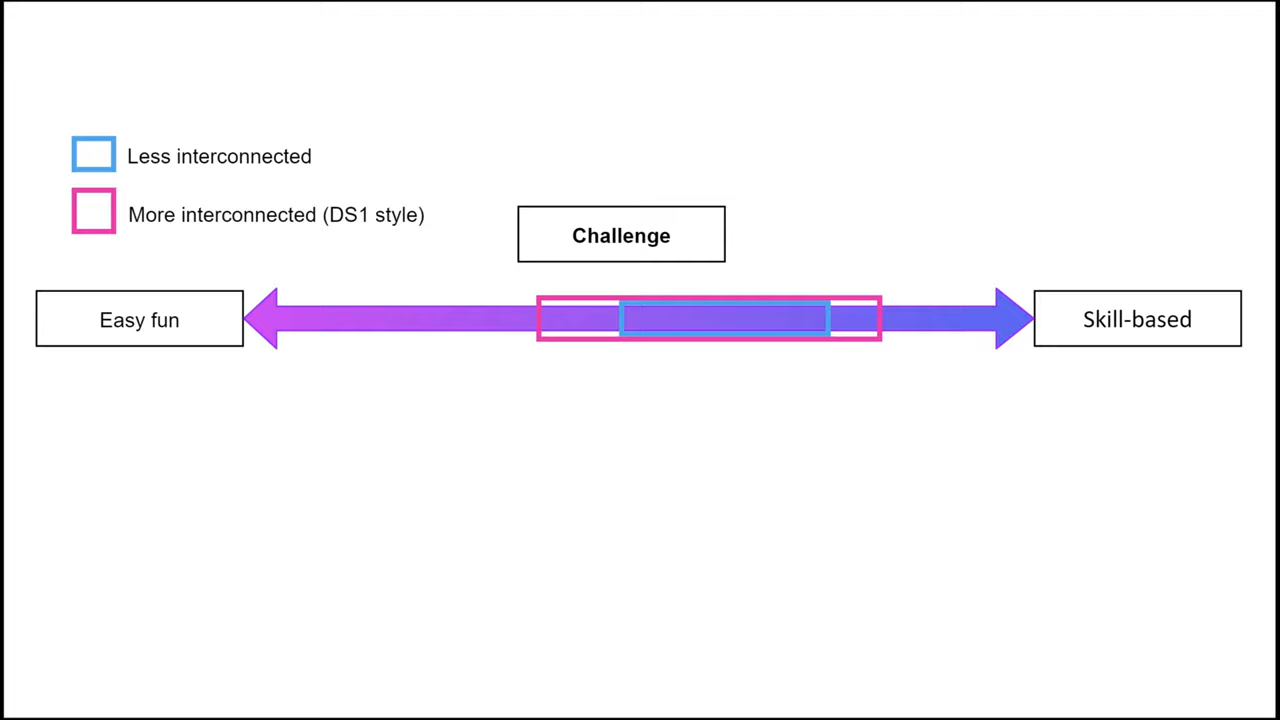 Less interconnected
More interconnected (DS1 style)
Challenge
Easy fun
Skill-based